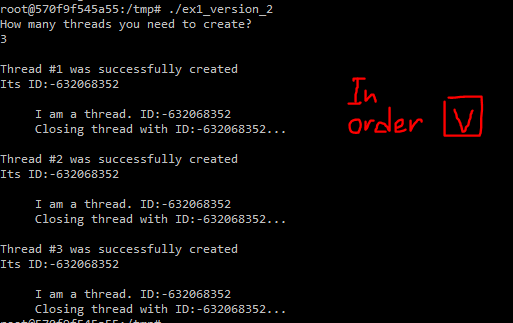 root@570f9f545a55:/tmp# ./ex1_version_2
How many threads you need to create?
3
Thread #1 was successfully created
Its ID:-632068352
I am a thread. ID:-632068352
Closing thread with ID:-632068352...
In
order V
Thread #2 was successfully created
Its ID:-632068352
I am a thread. ID:-632068352
Closing thread with ID:-632068352...
Thread #3 was successfully created
Its ID:-632068352
I am a thread. ID:-632068352
Closing thread with ID:-632068352...
root@570f9f545a55:/tmp#